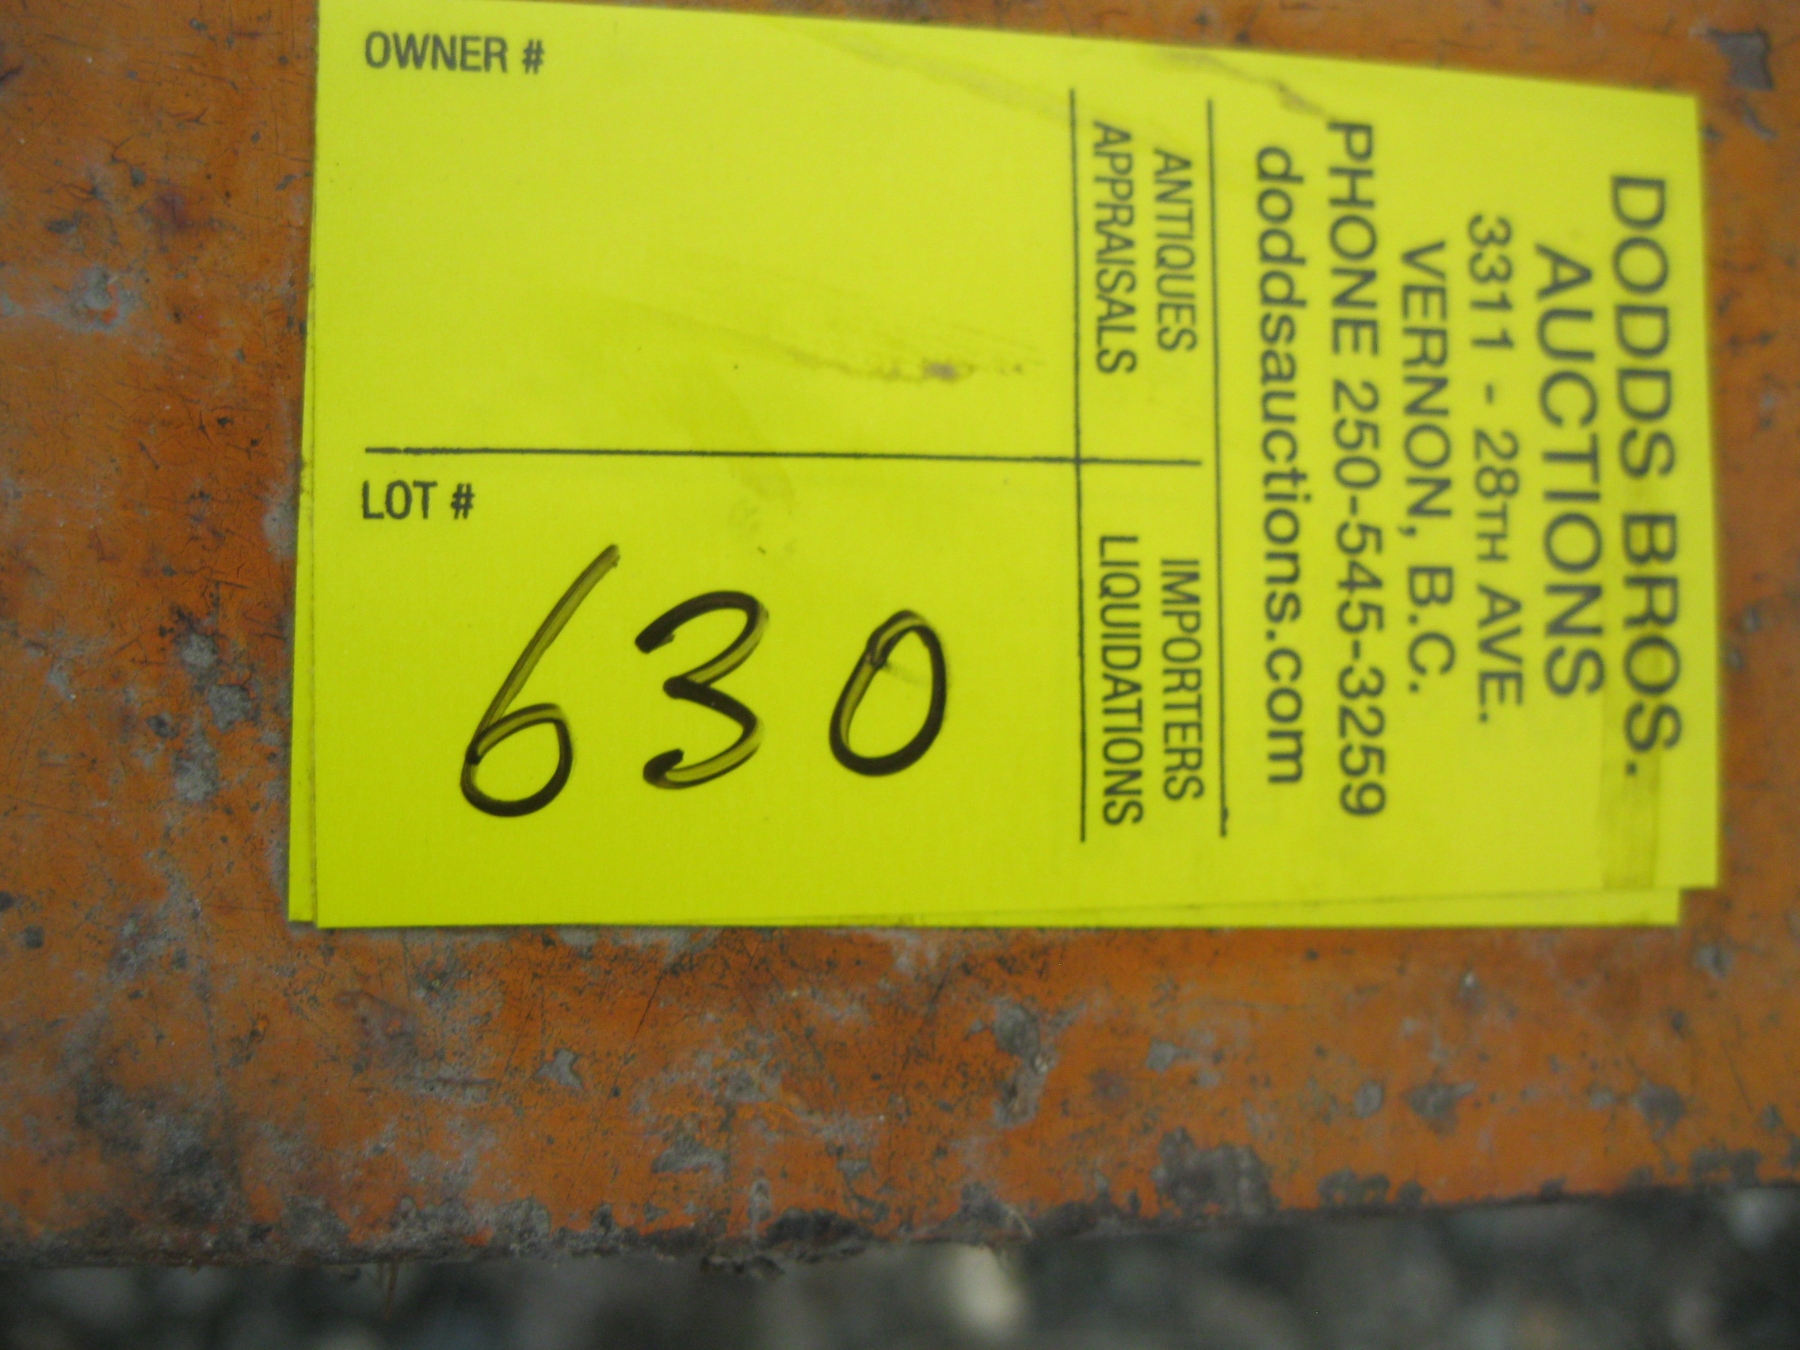 DODDS BROS.
AUCTIONS
3311 - 28TH AVE.
VERNON, B.C.
PHONE 250-545-3259
doddsauctions.com
ANTIQUES
APPRAISALS
IMPORTERS
LIQUIDATIONS
OWNER #
LOT #
630